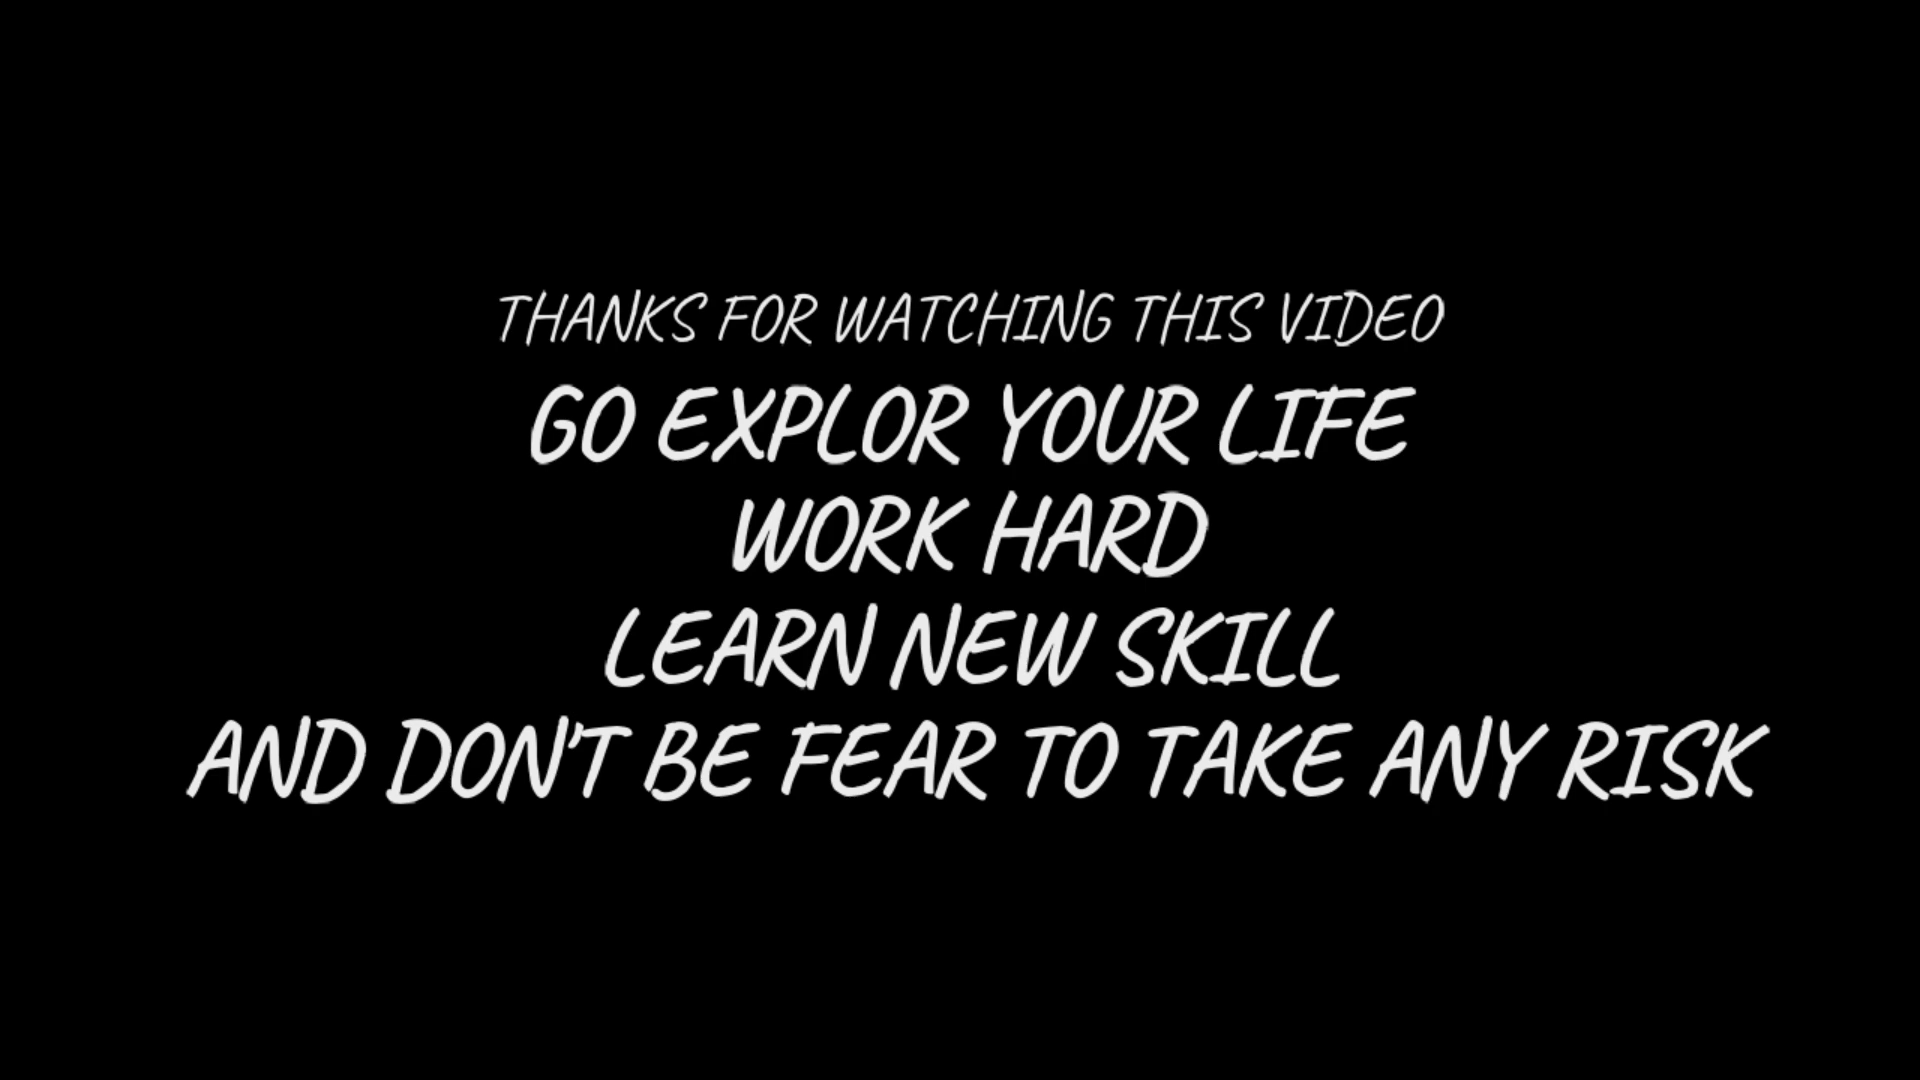 THANKS FOR WATCHING THIS VIDEO
GO EXPLOR YOUR LIFE
WORK HARD
LEARN NEW SKILL
AND DON'T BE FEAR TO TAKE ANY RISK